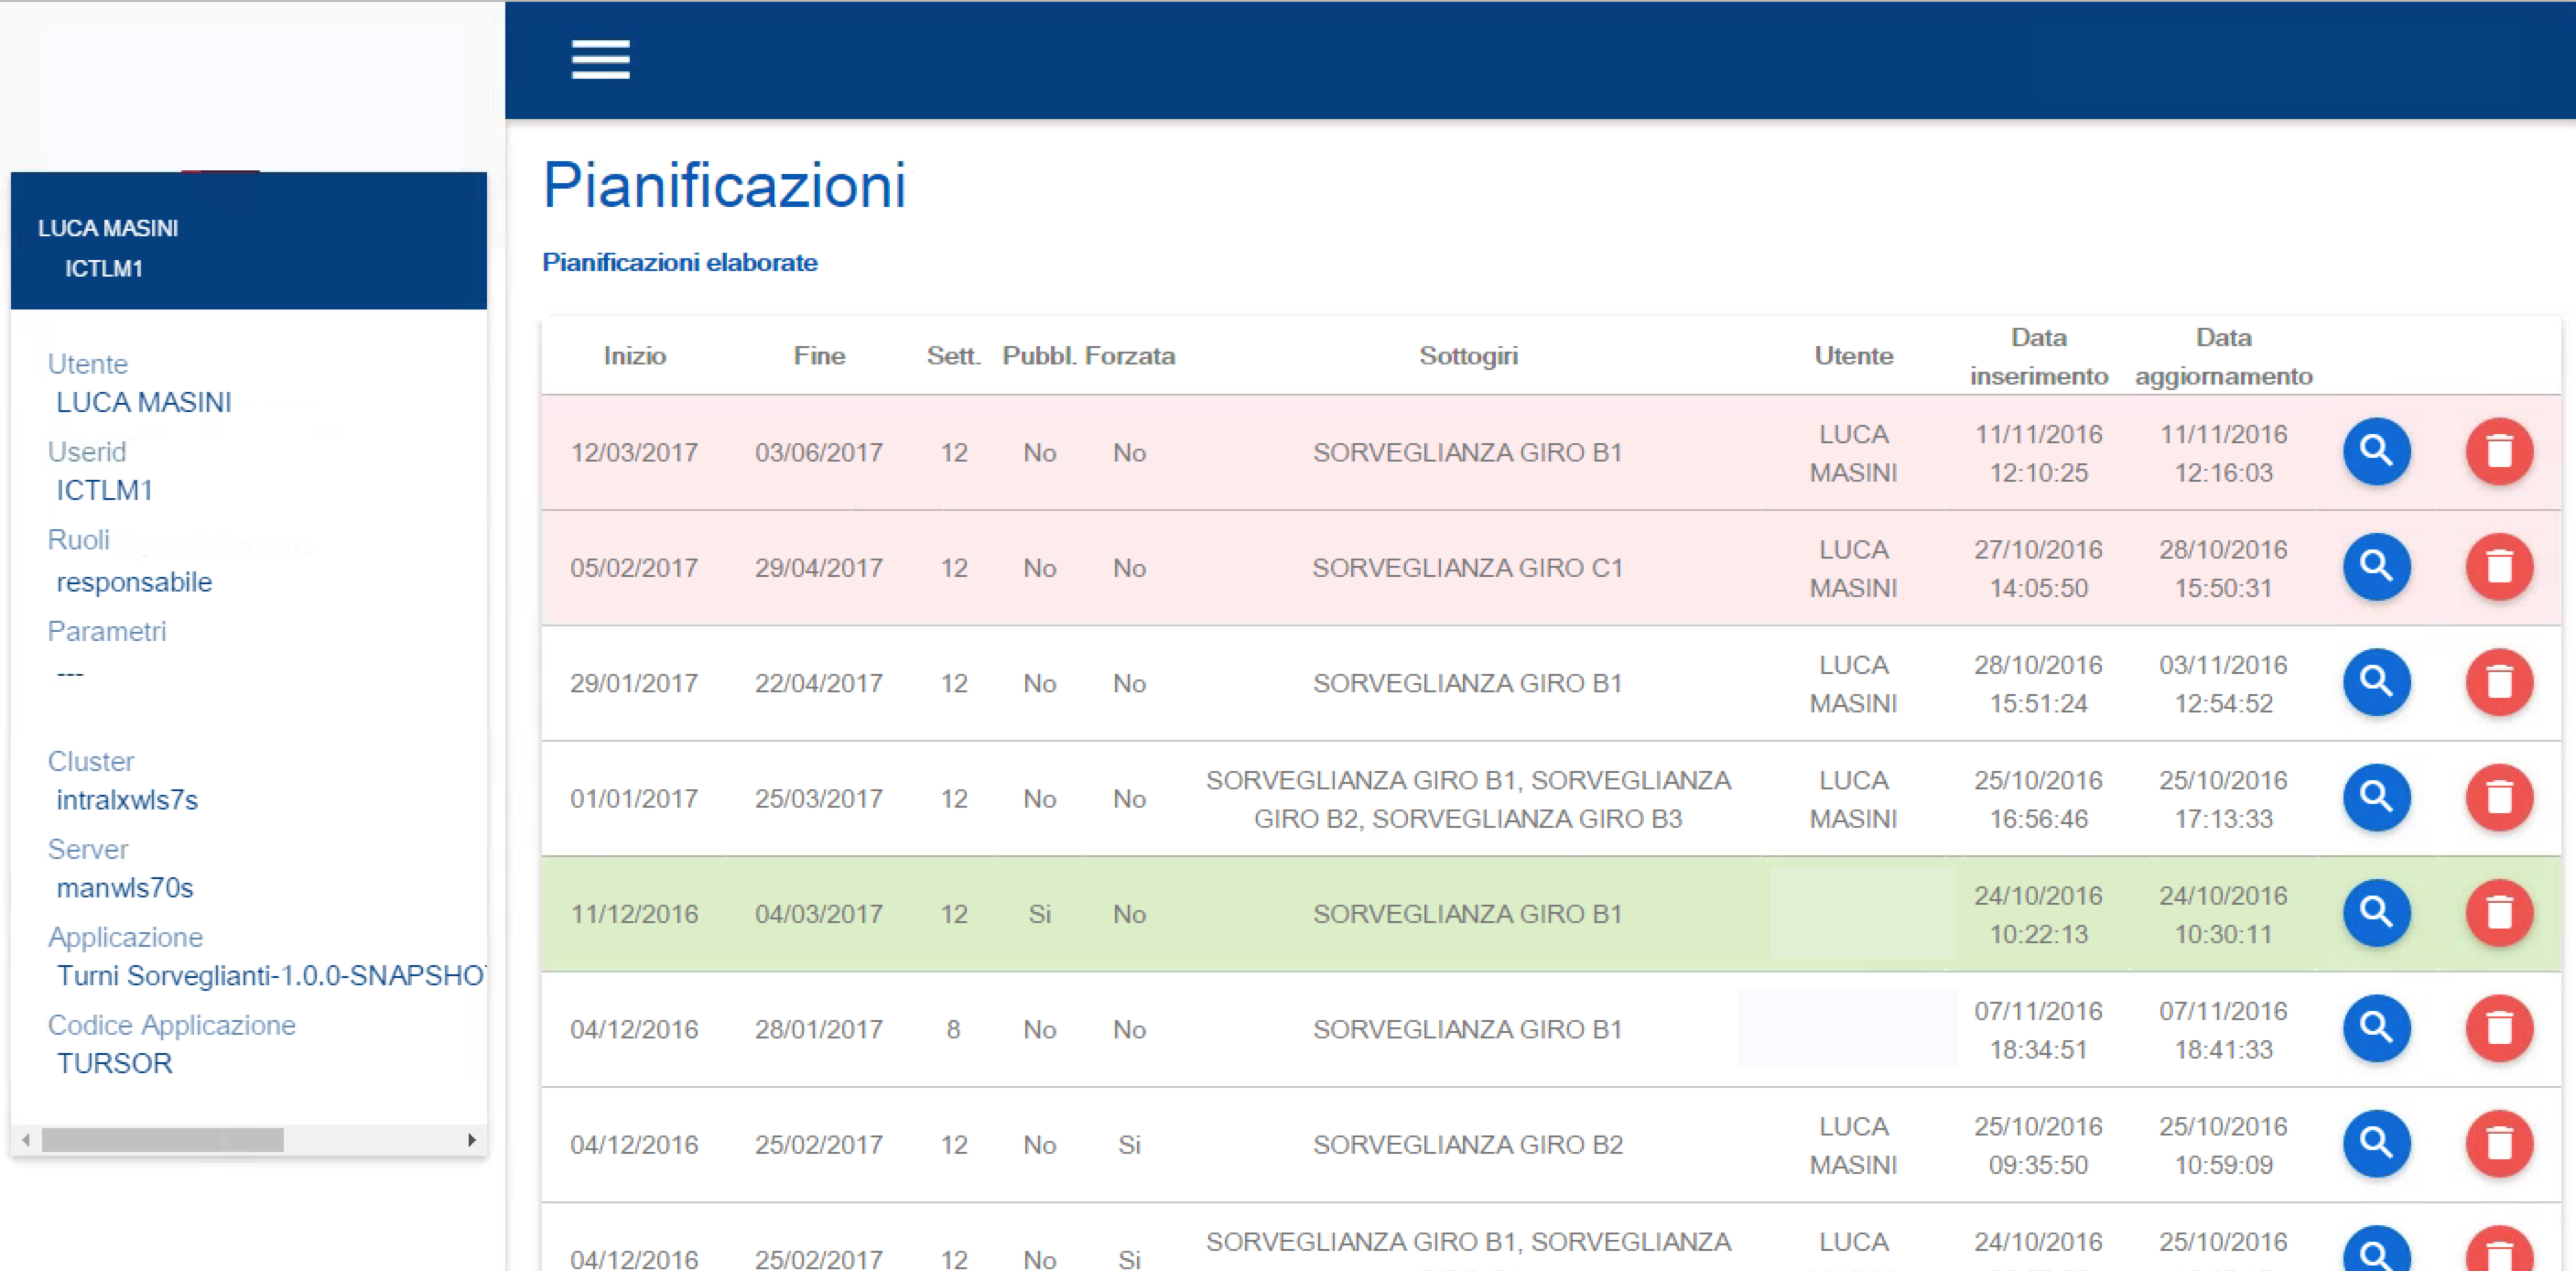 LUCA MASINI
ICTLM1
Utente
LUCA MASINI
Userid
ICTLM1
Ruoli
responsabile
Parametri
---
Cluster
intralxwls7s
Server
manwls70s
Applicazione
Turni Sorveglianti-1.0.0-SNAPSHO
Codice Applicazione
TURSOR
Pianificazioni
Pianificazioni elaborate
Inizio Fine Sett. Pubbl. Forzata Sottogiri Utente Data inserimento Data aggiornamento
12/03/2017 03/06/2017 12 No No SORVEGLIANZA GIRO B1 LUCA MASINI 11/11/2016 12:10:25 11/11/2016 12:16:03
05/02/2017 29/04/2017 12 No No SORVEGLIANZA GIRO C1 LUCA MASINI 27/10/2016 14:05:50 28/10/2016 15:50:31
29/01/2017 22/04/2017 12 No No SORVEGLIANZA GIRO B1 LUCA MASINI 28/10/2016 15:51:24 03/11/2016 12:54:52
01/01/2017 25/03/2017 12 No No SORVEGLIANZA GIRO B1, SORVEGLIANZA GIRO B2, SORVEGLIANZA GIRO B3 LUCA MASINI 25/10/2016 16:56:46 25/10/2016 17:13:33
11/12/2016 04/03/2017 12 Si No SORVEGLIANZA GIRO B1 24/10/2016 10:22:13 24/10/2016 10:30:11
04/12/2016 28/01/2017 8 No No SORVEGLIANZA GIRO B1 07/11/2016 18:34:51 07/11/2016 18:41:33
04/12/2016 25/02/2017 12 No Si SORVEGLIANZA GIRO B2 LUCA MASINI 25/10/2016 09:35:50 25/10/2016 10:59:09
04/12/2016 25/02/2017 12 No Si SORVEGLIANZA GIRO B1, SORVEGLIANZA LUCA 24/10/2016 25/10/2016